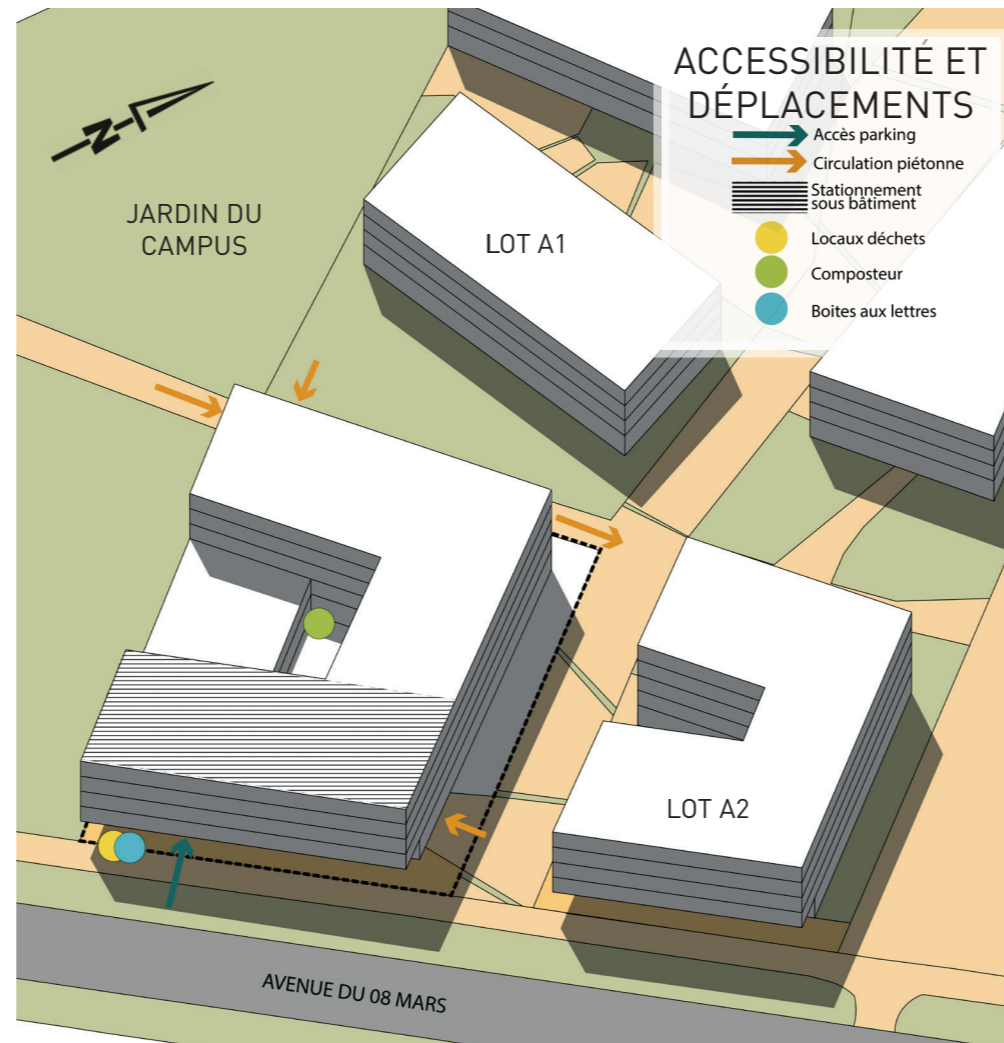 ACCESSIBILITÉ ET
DÉPLACEMENTS
Accès parking
Circulation piétonne
Stationnement
sous bâtiment
Locaux déchets
Composteur
Boites aux lettres
N
JARDIN DU
CAMPUS
LOT A1
LOT A2
AVENUE DU 08 MARS